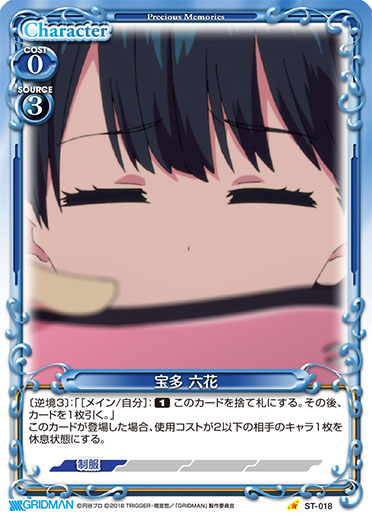 Precious Memories
Character
COST
0
SOURCE
3
宝多 六花
〔逆境3〕:「［メイン/自分］:1 このカードを捨て札にする。その後、
カードを1枚引く。」
このカードが登場した場合、使用コストが2以下の相手のキャラ1枚を
休息状態にする。
制服
GRIDMAN ©円谷プロ ©2018 TRIGGER・雨宮哲／「GRIDMAN」製作委員会 ST-018